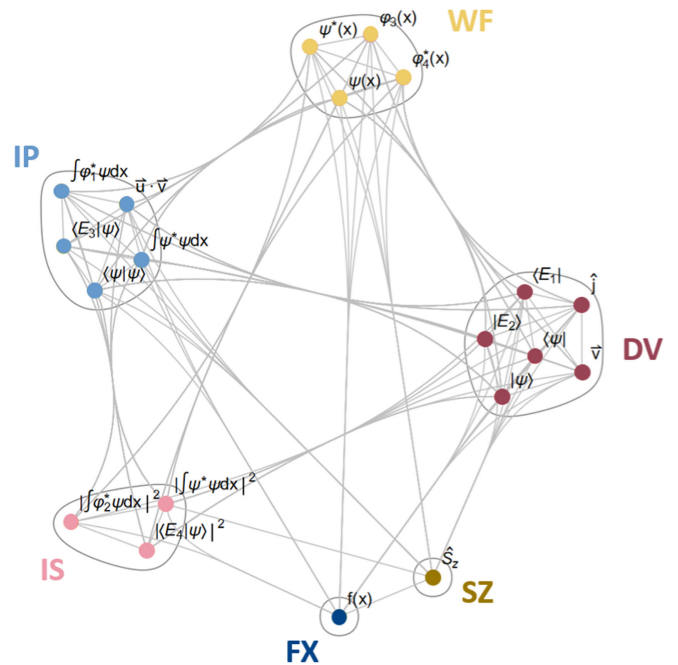 WF
ψ*(x)
φ₃(x)
φ₄*(x)
ψ(x)
IP
∫φ₁*ψdx
u⃗ · v⃗
⟨E₃|ψ⟩
∫ψ*ψdx
⟨ψ|ψ⟩
⟨E₁|
ĵ
|E₂⟩
⟨ψ|
v⃗
DV
|ψ⟩
|∫ψ*ψdx|²
|∫φ₂*ψdx|²
|⟨E₄|ψ⟩|²
IS
Ŝz
SZ
f(x)
FX